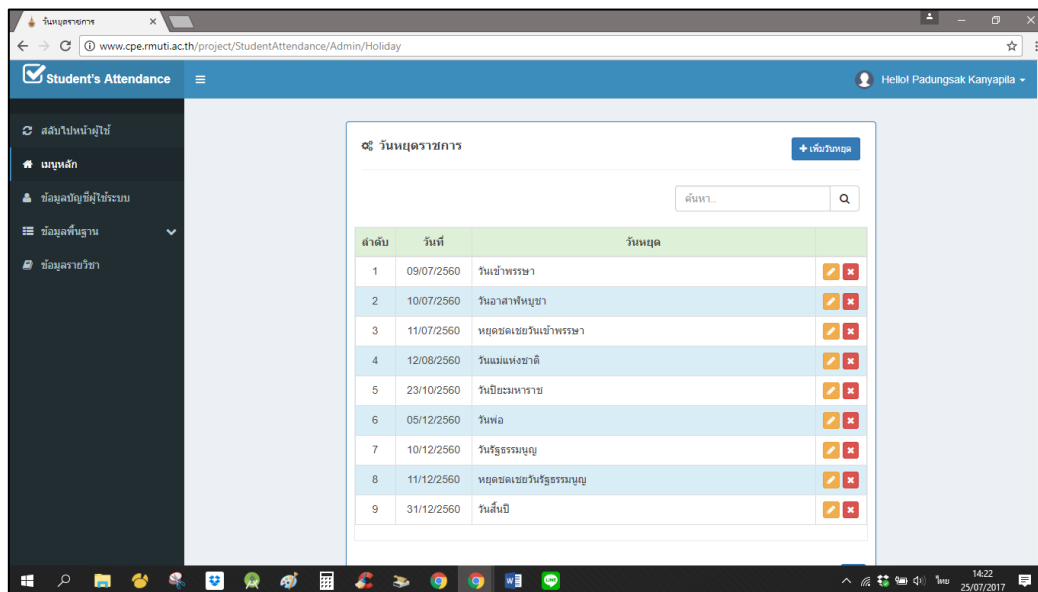 วันหยุดราชการ
www.cpe.rmuti.ac.th/project/StudentAttendance/Admin/Holiday
Student's Attendance
Hello! Padungsak Kanyapila
สลับไปหน้าผู้ใช้
เมนูหลัก
ข้อมูลบัญชีผู้ใช้ระบบ
ข้อมูลพื้นฐาน
ข้อมูลรายวิชา
วันหยุดราชการ
+ เพิ่มวันหยุด
ค้นหา..
ลำดับ วันที่ วันหยุด
1 09/07/2560 วันเข้าพรรษา
2 10/07/2560 วันอาสาฬหบูชา
3 11/07/2560 หยุดชดเชยวันเข้าพรรษา
4 12/08/2560 วันแม่แห่งชาติ
5 23/10/2560 วันปิยะมหาราช
6 05/12/2560 วันพ่อ
7 10/12/2560 วันรัฐธรรมนูญ
8 11/12/2560 หยุดชดเชยวันรัฐธรรมนูญ
9 31/12/2560 วันสิ้นปี
ไทย
14:22
25/07/2017